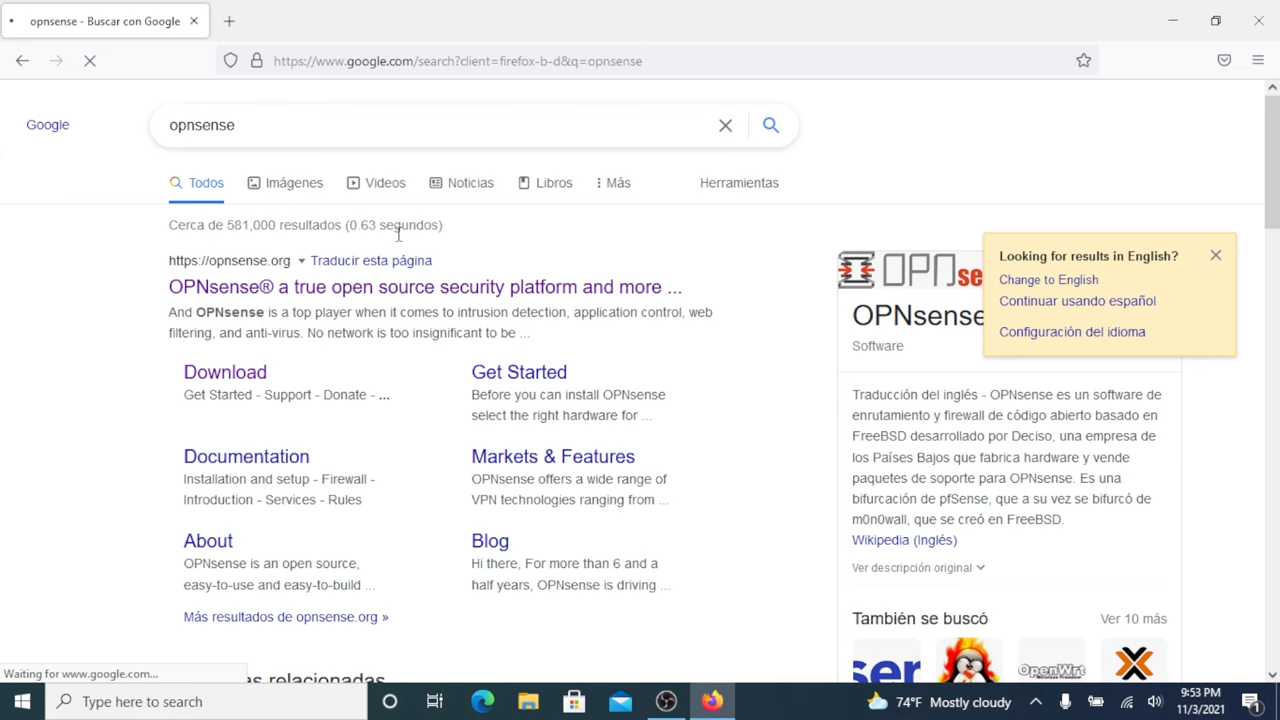 opnsense - Buscar con Google
https://www.google.com/search?client=firefox-b-d&q=opnsense
Google
opnsense
Todos
Imágenes
Videos
Noticias
Libros
Más
Herramientas
Cerca de 581,000 resultados (0.63 segundos)
https://opnsense.org
Traducir esta página
OPNsense® a true open source security platform and more ...
And OPNsense is a top player when it comes to intrusion detection, application control, web
filtering, and anti-virus. No network is too insignificant to be ...
Download
Get Started - Support - Donate - ...
Get Started
Before you can install OPNsense
select the right hardware for ...
Documentation
Installation and setup - Firewall -
Introduction - Services - Rules
Markets & Features
OPNsense offers a wide range of
VPN technologies ranging from ...
About
OPNsense is an open source,
easy-to-use and easy-to-build ...
Blog
Hi there, For more than 6 and a
half years, OPNsense is driving ...
Más resultados de opnsense.org »
as relacionadas
OPNse
OPNsense
Software
Looking for results in English?
Change to English
Continuar usando español
Configuración del idioma
Traducción del inglés - OPNsense es un software de
enrutamiento y firewall de código abierto basado en
FreeBSD desarrollado por Deciso, una empresa de
los Países Bajos que fabrica hardware y vende
paquetes de soporte para OPNsense. Es una
bifurcación de pfSense, que a su vez se bifurcó de
m0n0wall, que se creó en FreeBSD.
Wikipedia (Inglés)
Ver descripción original
También se buscó
Ver 10 más
ser
OpenWrt
Waiting for www.google.com...
Type here to search
74°F Mostly cloudy
9:53 PM
11/3/2021
1